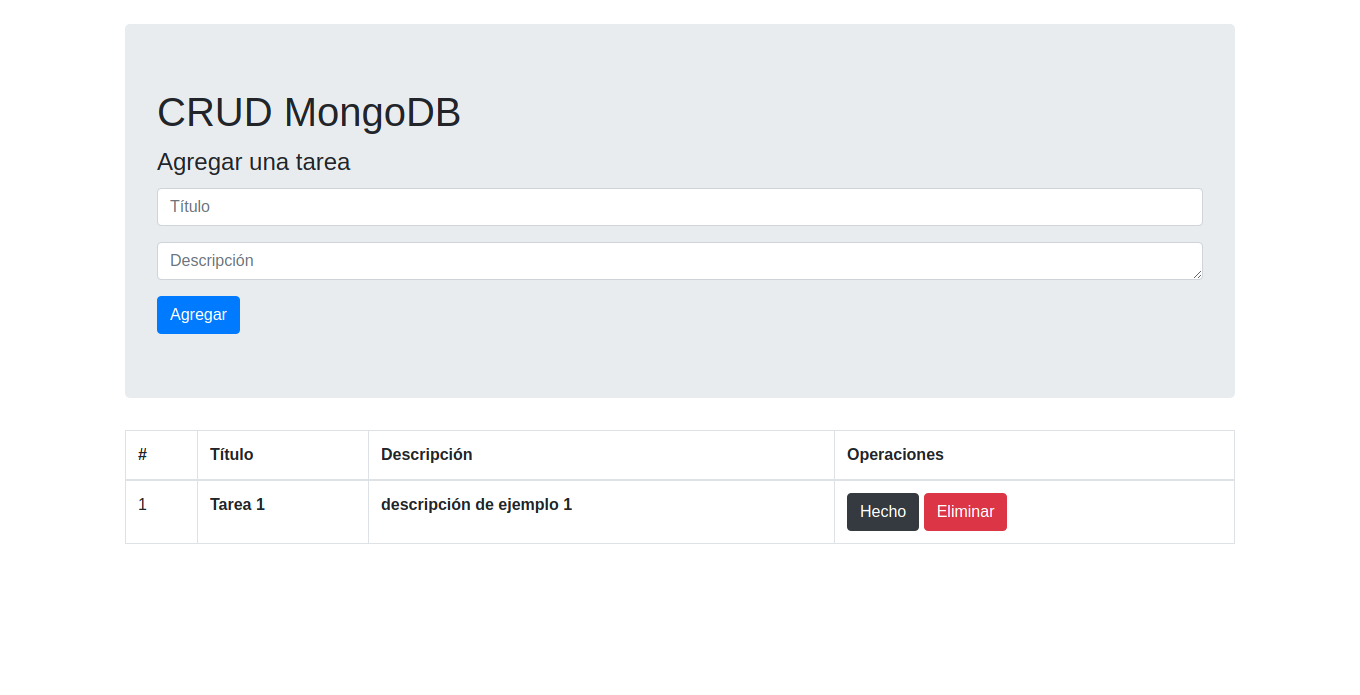 CRUD MongoDB
Agregar una tarea
Título
Descripción
Agregar
# Título Descripción Operaciones
1 Tarea 1 descripción de ejemplo 1 Hecho Eliminar